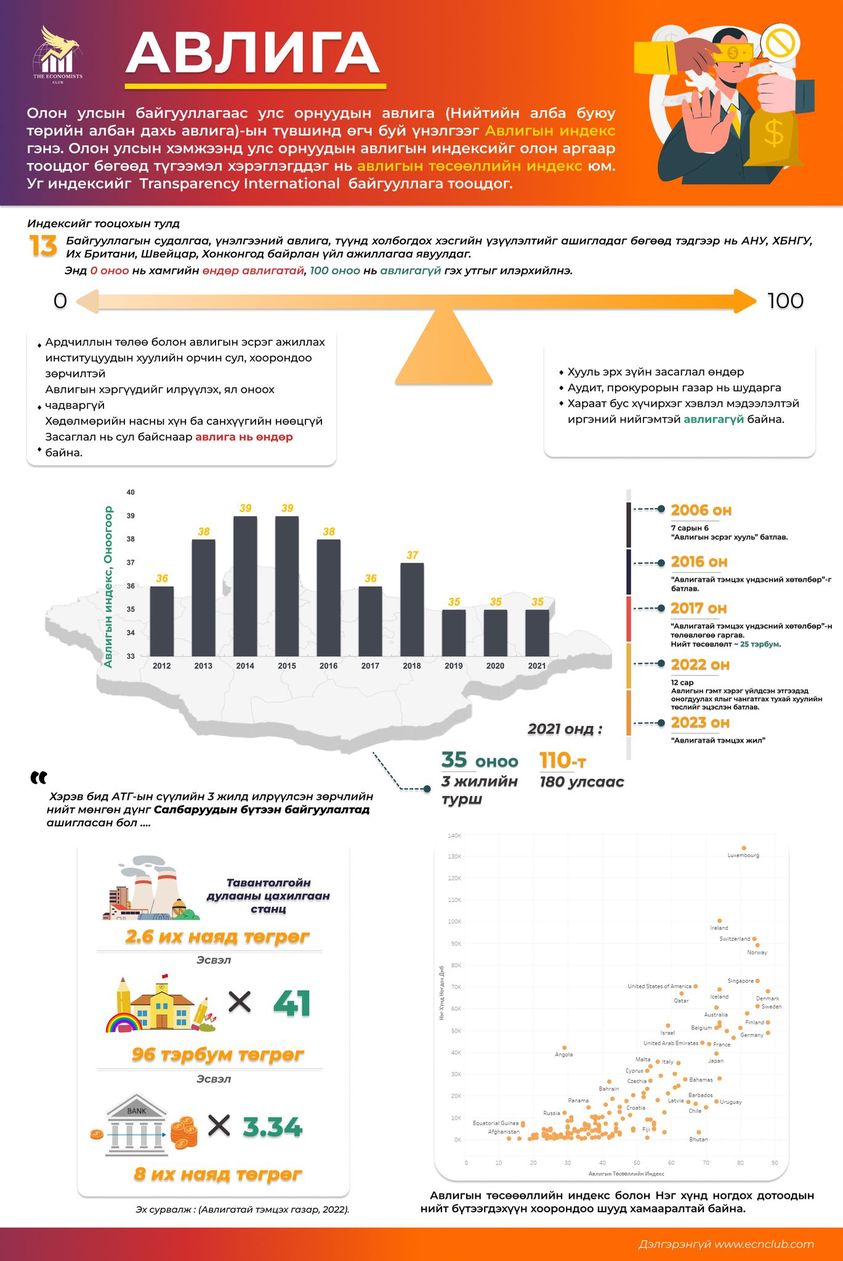 THE ECONOMISTS
CLUB
АВЛИГА
Олон улсын байгууллагаас улс орнуудын авлига (Нийтийн алба буюу
төрийн албан дахь авлига)-ын түвшинд өгч буй үнэлгээг Авлигын индекс
гэнэ. Олон улсын хэмжээнд улс орнуудын авлигын индексийг олон аргаар
тооцдог бөгөөд түгээмэл хэрэглэгддэг нь авлигын төсөөллийн индекс юм.
Уг индексийг Transparency International байгууллага тооцдог.
Индексийг тооцохын тулд
13 Байгууллагын судалгаа, үнэлгээний авлига, түүнд холбогдох хэсгийн үзүүлэлтийг ашигладаг бөгөөд тэдгээр нь АНУ, ХБНГУ,
Их Британи, Швейцар, Хонконгод байрлан үйл ажиллагаа явуулдаг.
Энд 0 оноо нь хамгийн өндөр авлигатай, 100 оноо нь авлигагүй гэх утгыг илэрхийлнэ.
0
100
Ардчиллын төлөө болон авлигын эсрэг ажиллах
институцуудын хуулийн орчин сул, хоорондоо
зөрчилтэй
Авлигын хэргүүдийг илрүүлэх, ял оноох
чадваргүй
Хөдөлмөрийн насны хүн ба санхүүгийн нөөцгүй
Засаглал нь сул байснаар авлига нь өндөр
байна.
Хууль эрх зүйн засаглал өндөр
Аудит, прокурорын газар нь шударга
Хараат бус хүчирхэг хэвлэл мэдээлэлтэй
иргэний нийгэмтэй авлигагүй байна.
Авлигын индекс, Оноогоор
40
39
38
37
36
35
34
33
36
38
39
39
38
36
37
35
35
35
2012 2013 2014 2015 2016 2017 2018 2019 2020 2021
2006 он
7 сарын 6
"Авлигын эсрэг хууль" батлав.
2016 он
"Авлигатай тэмцэх үндэсний хөтөлбөр"-г
батлав.
2017 он
"Авлигатай тэмцэх үндэсний хөтөлбөр"-н
төлөвлөгөө гаргав.
Нийт төсөвлөлт ~ 25 тэрбум.
2022 он
12 сар
Авлигын гэмт хэрэг үйлдсэн этгээдэд
оногдуулах ялыг чангатгах тухай хуулийн
төслийг эцэслэн батлав.
2023 он
"Авлигатай тэмцэх жил"
2021 онд :
35 оноо
3 жилийн
турш
110-т
180 улсаас
“
Хэрэв бид АТГ-ын сүүлийн 3 жилд илрүүлсэн зөрчлийн
нийт мөнгөн дүнг Салбаруудын бүтээн байгуулалтад
ашигласан бол ....
Тавантолгойн
дулааны цахилгаан
станц
2.6 их наяд төгрөг
Эсвэл
× 41
96 тэрбум төгрөг
Эсвэл
BANK
× 3.34
8 их наяд төгрөг
Эх сурвалж : (Авлигатай тэмцэх газар, 2022).
Нэг Хүнд Ногдох Днб
140K
130K
120K
110K
100K
90K
80K
70K
60K
50K
40K
30K
20K
10K
0K
Luxembourg
Ireland
Switzerland
Norway
Singapore
United States of America
Qatar
Iceland
Denmark
Sweden
Australia
Israel
Belgium
Finland
Germany
United Arab Emirates
France
Angola
Malta
Italy
Japan
Cyprus
Czechia
Bahamas
Bahrain
Panama
Latvia
Barbados
Uruguay
Russia
Croatia
Chile
Equatorial Guinea
Afghanistan
Fiji
Bhutan
0 10 20 30 40 50 60 70 80 90
Авлигын Төсөөллийн Индекс
Авлигын төсөөөллийн индекс болон Нэг хүнд ногдох дотоодын
нийт бүтээгдэхүүн хоорондоо шууд хамааралтай байна.
Дэлгэрэнгүй www.ecnclub.com